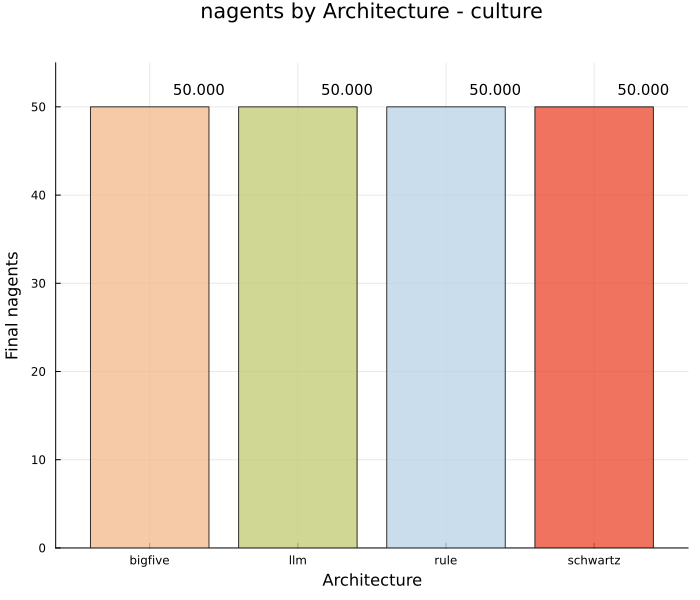 nagents by Architecture - culture
50.000 50.000 50.000 50.000
50
40
30
20
10
0
Final nagents
bigfive llm rule schwartz
Architecture